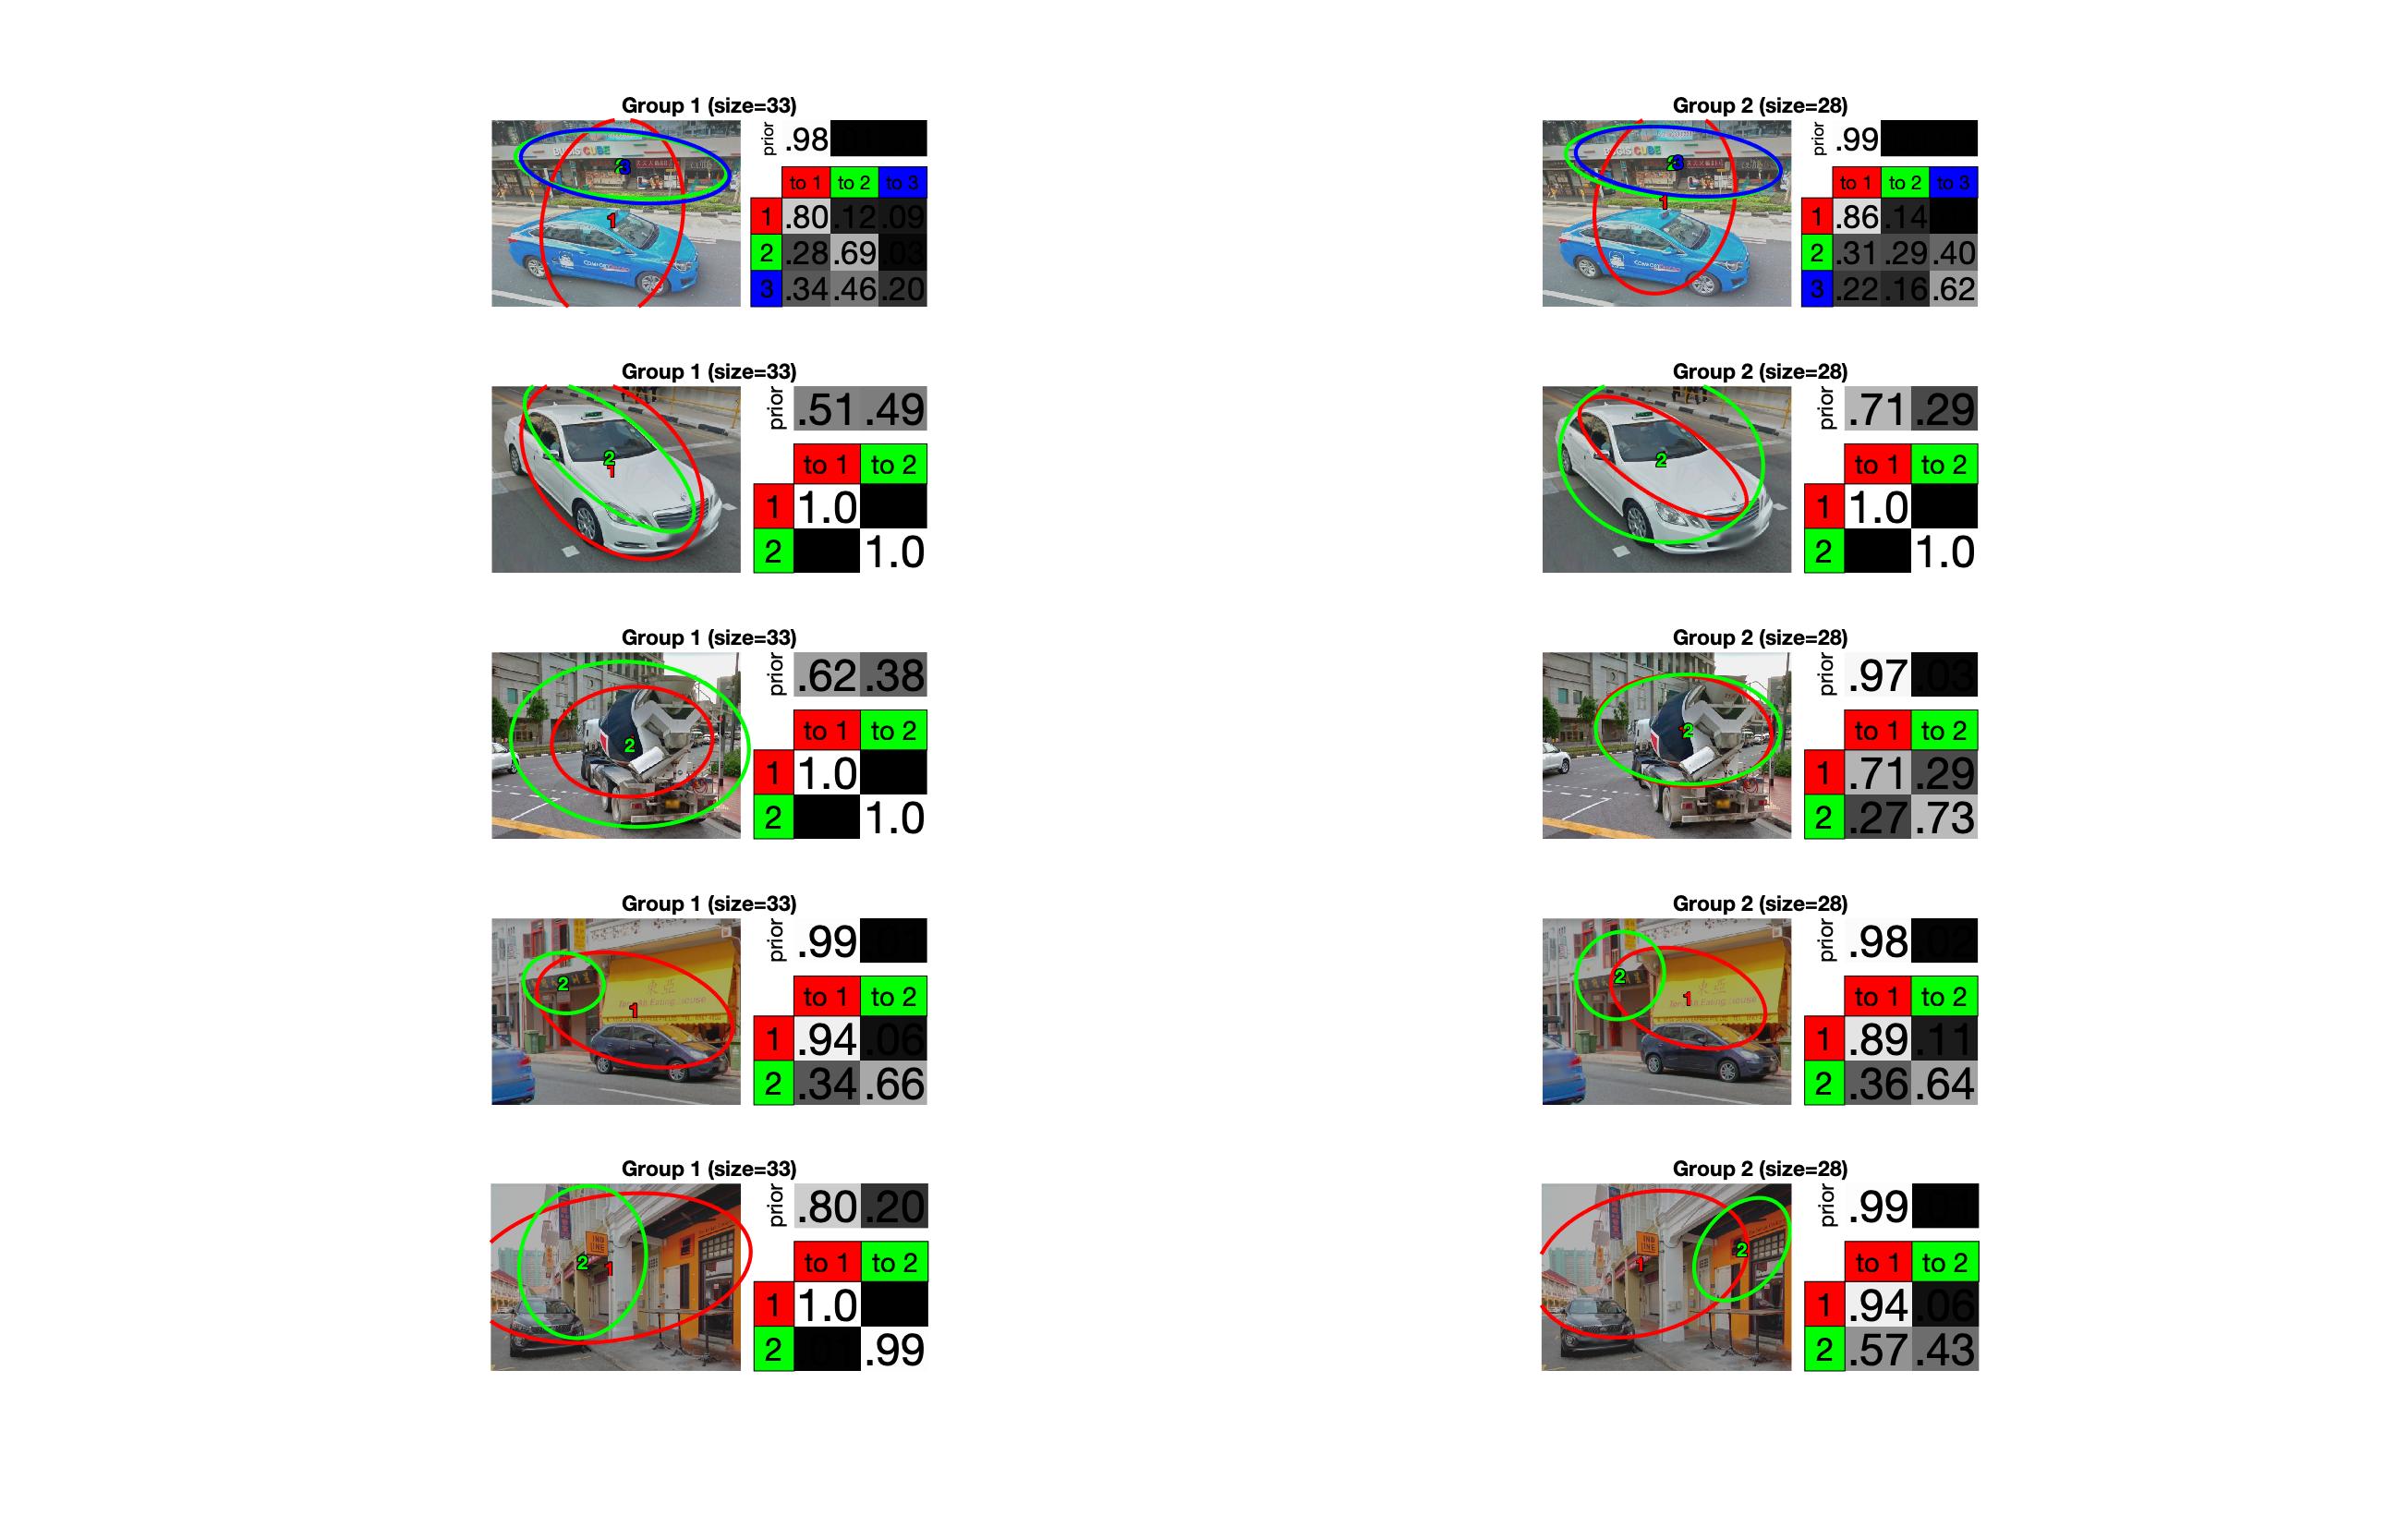 Group 1 (size=33)
prior .98
to 1 to 2 to 3
1 .80 .12 .09
2 .28 .69 .03
3 .34 .46 .20
Group 2 (size=28)
prior .99
to 1 to 2 to 3
1 .86 .14
2 .31 .29 .40
3 .22 .16 .62
Group 1 (size=33)
prior .51 .49
to 1 to 2
1 1.0
2 1.0
Group 2 (size=28)
prior .71 .29
to 1 to 2
1 1.0
2 1.0
Group 1 (size=33)
prior .62 .38
to 1 to 2
1 1.0
2 1.0
Group 2 (size=28)
prior .97 .03
to 1 to 2
1 .71 .29
2 .27 .73
Group 1 (size=33)
prior .99
to 1 to 2
1 .94 .06
2 .34 .66
Group 2 (size=28)
prior .98 .02
to 1 to 2
1 .89 .11
2 .36 .64
Group 1 (size=33)
prior .80 .20
to 1 to 2
1 1.0
2 .99
Group 2 (size=28)
prior .99
to 1 to 2
1 .94 .06
2 .57 .43